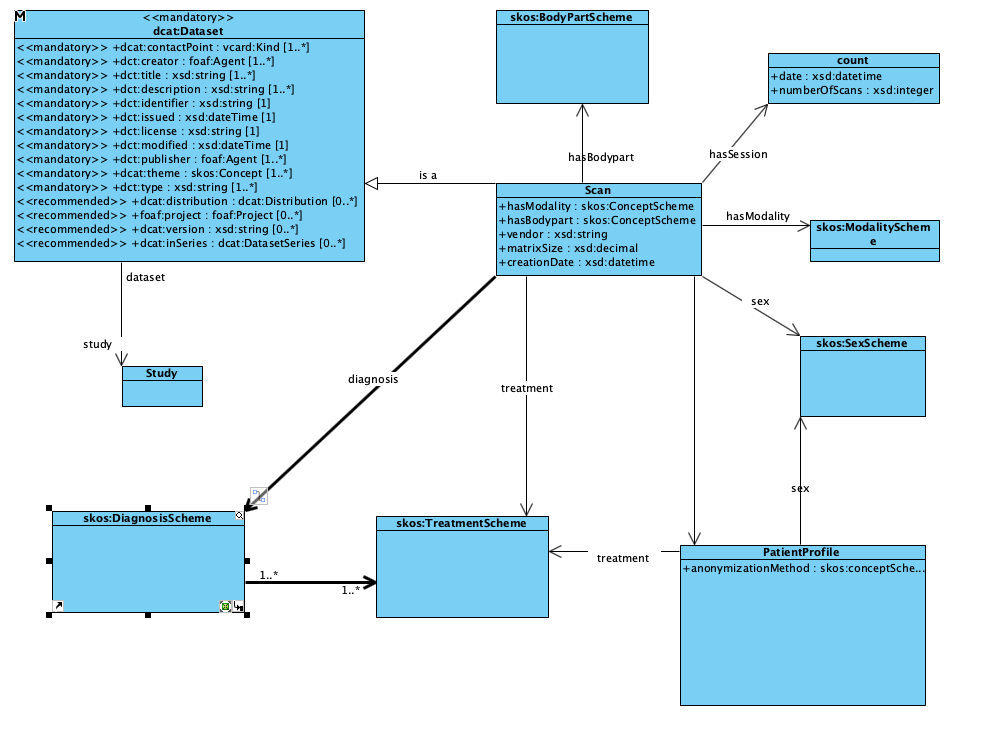 M
<<mandatory>>
dcat:Dataset
<<mandatory>> +dcat:contactPoint : vcard:Kind [1..*]
<<mandatory>> +dct:creator : foaf:Agent [1..*]
<<mandatory>> +dct:title : xsd:string [1..*]
<<mandatory>> +dct:description : xsd:string [1..*]
<<mandatory>> +dct:identifier : xsd:string [1]
<<mandatory>> +dct:issued : xsd:dateTime [1]
<<mandatory>> +dct:license : xsd:string [1]
<<mandatory>> +dct:modified : xsd:dateTime [1]
<<mandatory>> +dct:publisher : foaf:Agent [1..*]
<<mandatory>> +dcat:theme : skos:Concept [1..*]
<<mandatory>> +dct:type : xsd:string [1..*]
<<recommended>> +dcat:distribution : dcat:Distribution [0..*]
<<recommended>> +foaf:project : foaf:Project [0..*]
<<recommended>> +dcat:version : xsd:string [0..*]
<<recommended>> +dcat:inSeries : dcat:DatasetSeries [0..*]
skos:BodyPartScheme
count
+date : xsd:datetime
+numberOfScans : xsd:integer
hasBodypart
hasSession
is a
Scan
+hasModality : skos:ConceptScheme
+hasBodypart : skos:ConceptScheme
+vendor : xsd:string
+matrixSize : xsd:decimal
+creationDate : xsd:datetime
hasModality
skos:ModalitySchem
e
dataset
study
Study
sex
skos:SexScheme
diagnosis
treatment
sex
skos:DiagnosisScheme
skos:TreatmentScheme
1..*
1..*
treatment
PatientProfile
+anonymizationMethod : skos:conceptSche...